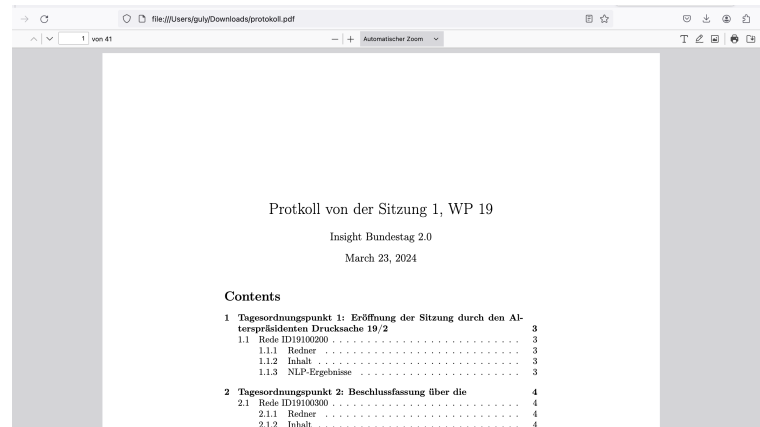 file:///Users/guly/Downloads/protokoll.pdf
1 von 41
Automatischer Zoom
Protkoll von der Sitzung 1, WP 19
Insight Bundestag 2.0
March 23, 2024
Contents
1 Tagesordnungspunkt 1: Eröffnung der Sitzung durch den Al-
terspräsidenten Drucksache 19/2 3
1.1 Rede ID19100200 . . . . . . . . . . . . . . . . . . . . . . . . . . . 3
1.1.1 Redner . . . . . . . . . . . . . . . . . . . . . . . . . . . 3
1.1.2 Inhalt . . . . . . . . . . . . . . . . . . . . . . . . . . . 3
1.1.3 NLP-Ergebnisse . . . . . . . . . . . . . . . . . . . . . . 3
2 Tagesordnungspunkt 2: Beschlussfassung über die 4
2.1 Rede ID19100300 . . . . . . . . . . . . . . . . . . . . . . . . . . . 4
2.1.1 Redner . . . . . . . . . . . . . . . . . . . . . . . . . . . 4
2.1.2 Inhalt . . . . . . . . . . . . . . . . . . . . . . . . . . . 4